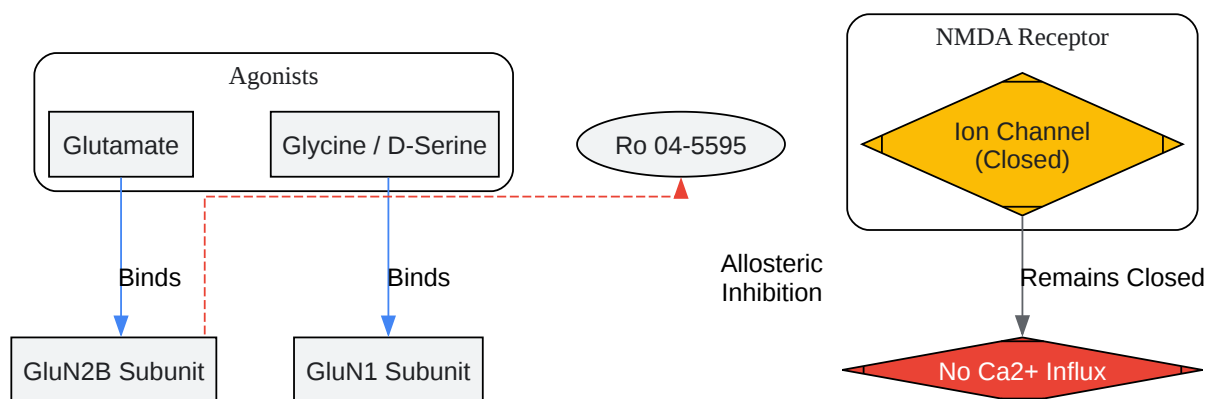 Agonists
NMDA Receptor
Glutamate
Glycine / D-Serine
Ro 04-5595
Ion Channel
(Closed)
Binds
Binds
Allosteric
Inhibition
Remains Closed
GluN2B Subunit
GluN1 Subunit
No Ca2+ Influx